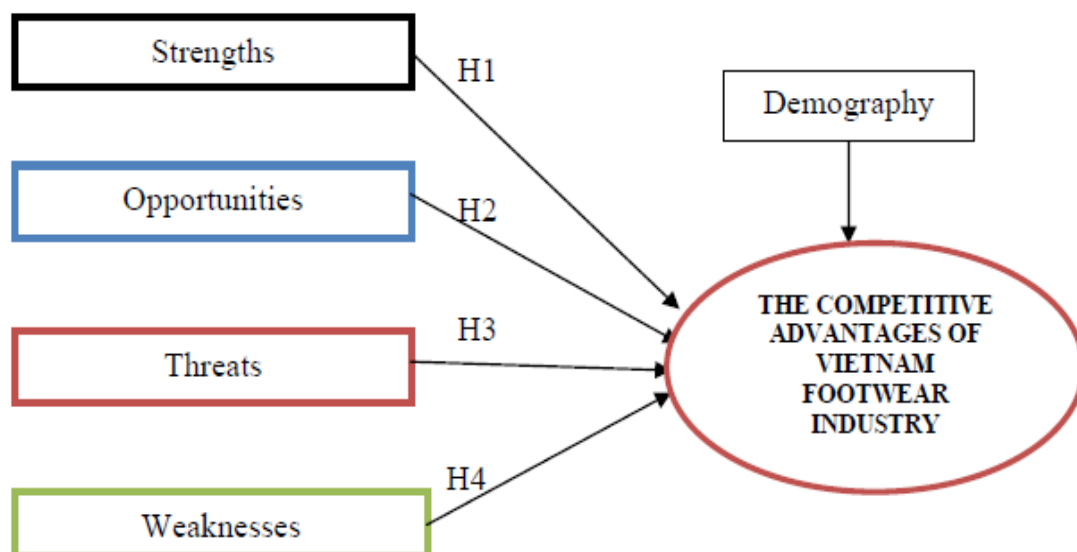 Strengths
H1
Demography
Opportunities
H2
THE COMPETITIVE
ADVANTAGES OF
VIETNAM
FOOTWEAR
INDUSTRY
Threats
H3
H4
Weaknesses